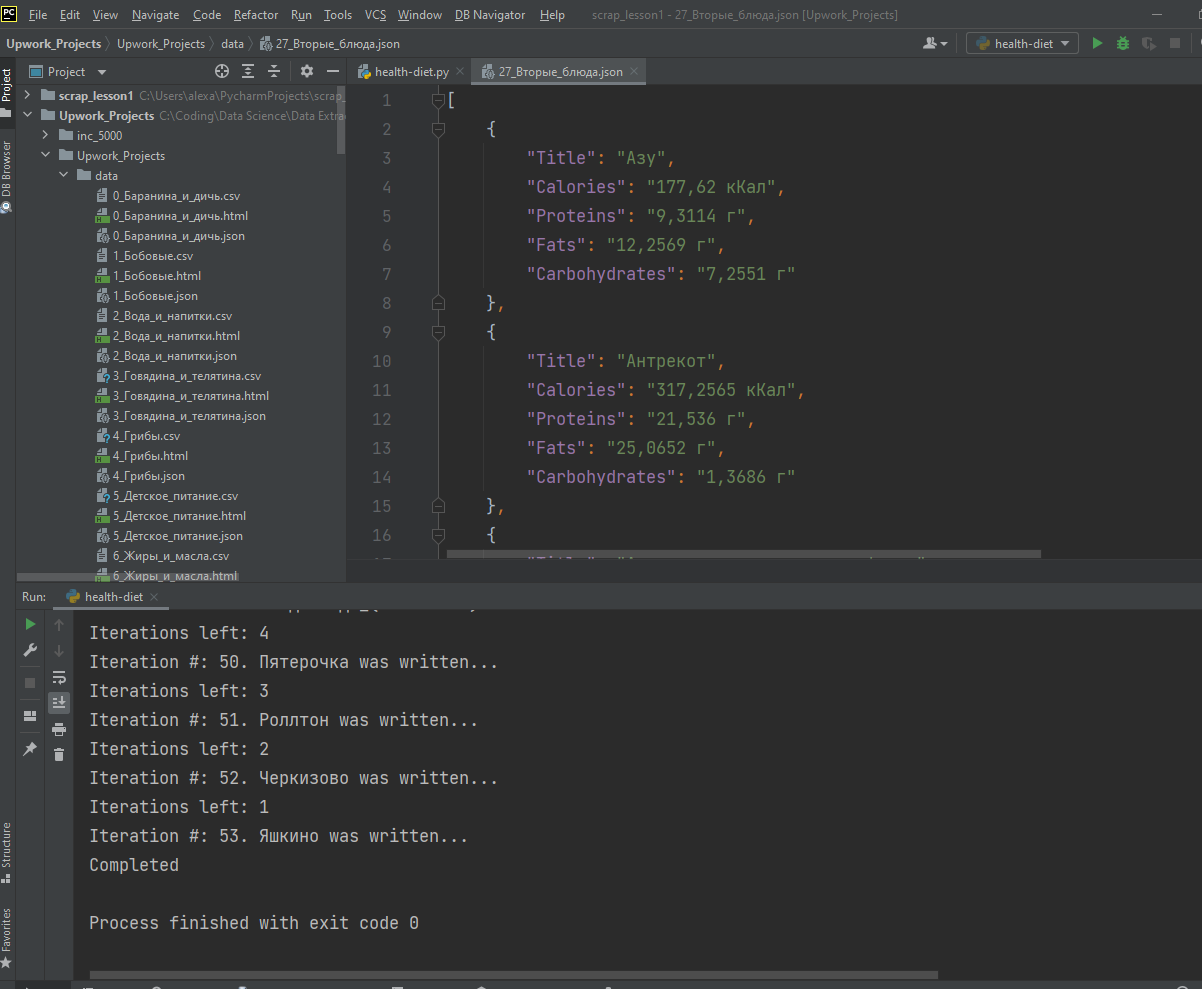 PC File Edit View Navigate Code Refactor Run Tools VCS Window DB Navigator Help scrap_lesson1 - 27_Вторые_блюда.json [Upwork_Projects]
Upwork_Projects Upwork_Projects data 27_Вторые_блюда.json health-diet
Project
health-diet.py 27_Вторые_блюда.json
Project
DB Browser
scrap_lesson1 C:\Users\alexa\PycharmProjects\scrap_
Upwork_Projects C:\Coding\Data Science\Data Extra
inc_5000
Upwork_Projects
data
0_Баранина_и_дичь.csv
0_Баранина_и_дичь.html
0_Баранина_и_дичь.json
1_Бобовые.csv
1_Бобовые.html
1_Бобовые.json
2_Вода_и_напитки.csv
2_Вода_и_напитки.html
2_Вода_и_напитки.json
3_Говядина_и_телятина.csv
3_Говядина_и_телятина.html
3_Говядина_и_телятина.json
4_Грибы.csv
4_Грибы.html
4_Грибы.json
5_Детское_питание.csv
5_Детское_питание.html
5_Детское_питание.json
6_Жиры_и_масла.csv
6_Жиры_и_масла.html
1 [
2 {
3 "Title": "Азу",
4 "Calories": "177,62 кКал",
5 "Proteins": "9,3114 г",
6 "Fats": "12,2569 г",
7 "Carbohydrates": "7,2551 г"
8 },
9 {
10 "Title": "Антрекот",
11 "Calories": "317,2565 кКал",
12 "Proteins": "21,536 г",
13 "Fats": "25,0652 г",
14 "Carbohydrates": "1,3686 г"
15 },
16 {
Run: health-diet
Iterations left: 4
Iteration #: 50. Пятерочка was written...
Iterations left: 3
Iteration #: 51. Роллтон was written...
Iterations left: 2
Iteration #: 52. Черкизово was written...
Iterations left: 1
Iteration #: 53. Яшкино was written...
Completed
Process finished with exit code 0
Structure
Favorites